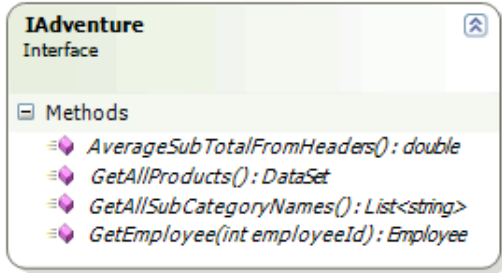 IAdventure
Interface
Methods
AverageSubTotalFromHeaders() : double
GetAllProducts() : DataSet
GetAllSubCategoryNames() : List<string>
GetEmployee(int employeeId) : Employee